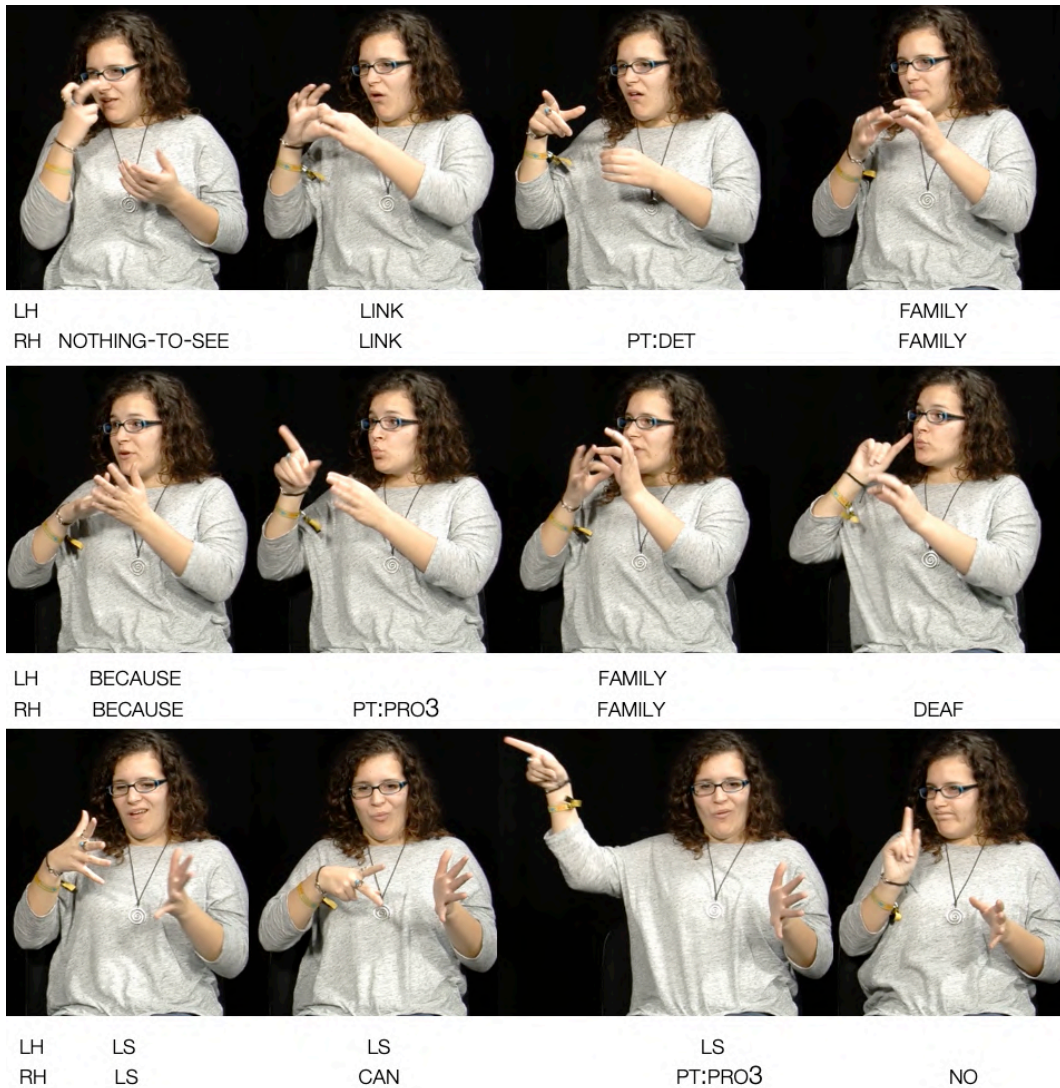 LH LINK FAMILY
RH NOTHING-TO-SEE LINK PT:DET FAMILY
LH BECAUSE FAMILY
RH BECAUSE PT:PRO3 FAMILY DEAF
LH LS LS LS
RH LS CAN PT:PRO3 NO